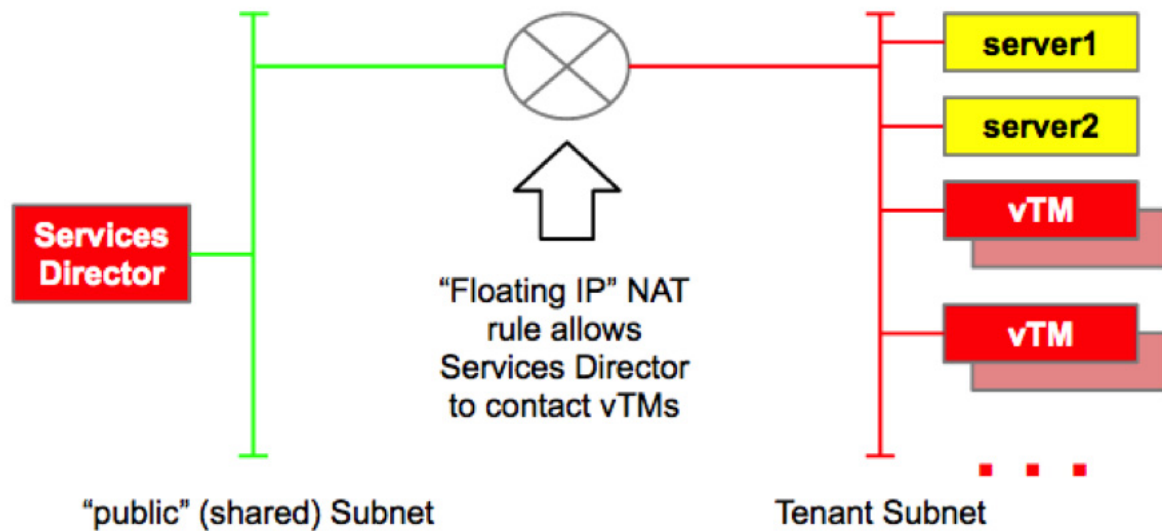 server1
server2
vTM
vTM
Services
Director
“Floating IP” NAT
rule allows
Services Director
to contact vTMs
“public” (shared) Subnet
Tenant Subnet